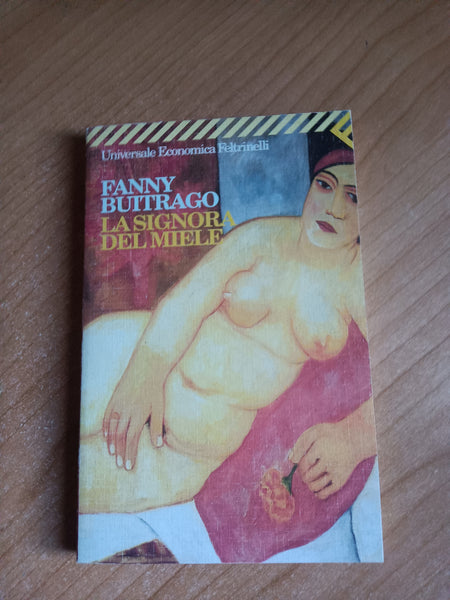 Universale Economica Feltrinelli
FANNY
BUITRAGO
LA SIGNORA
DEL MIELE